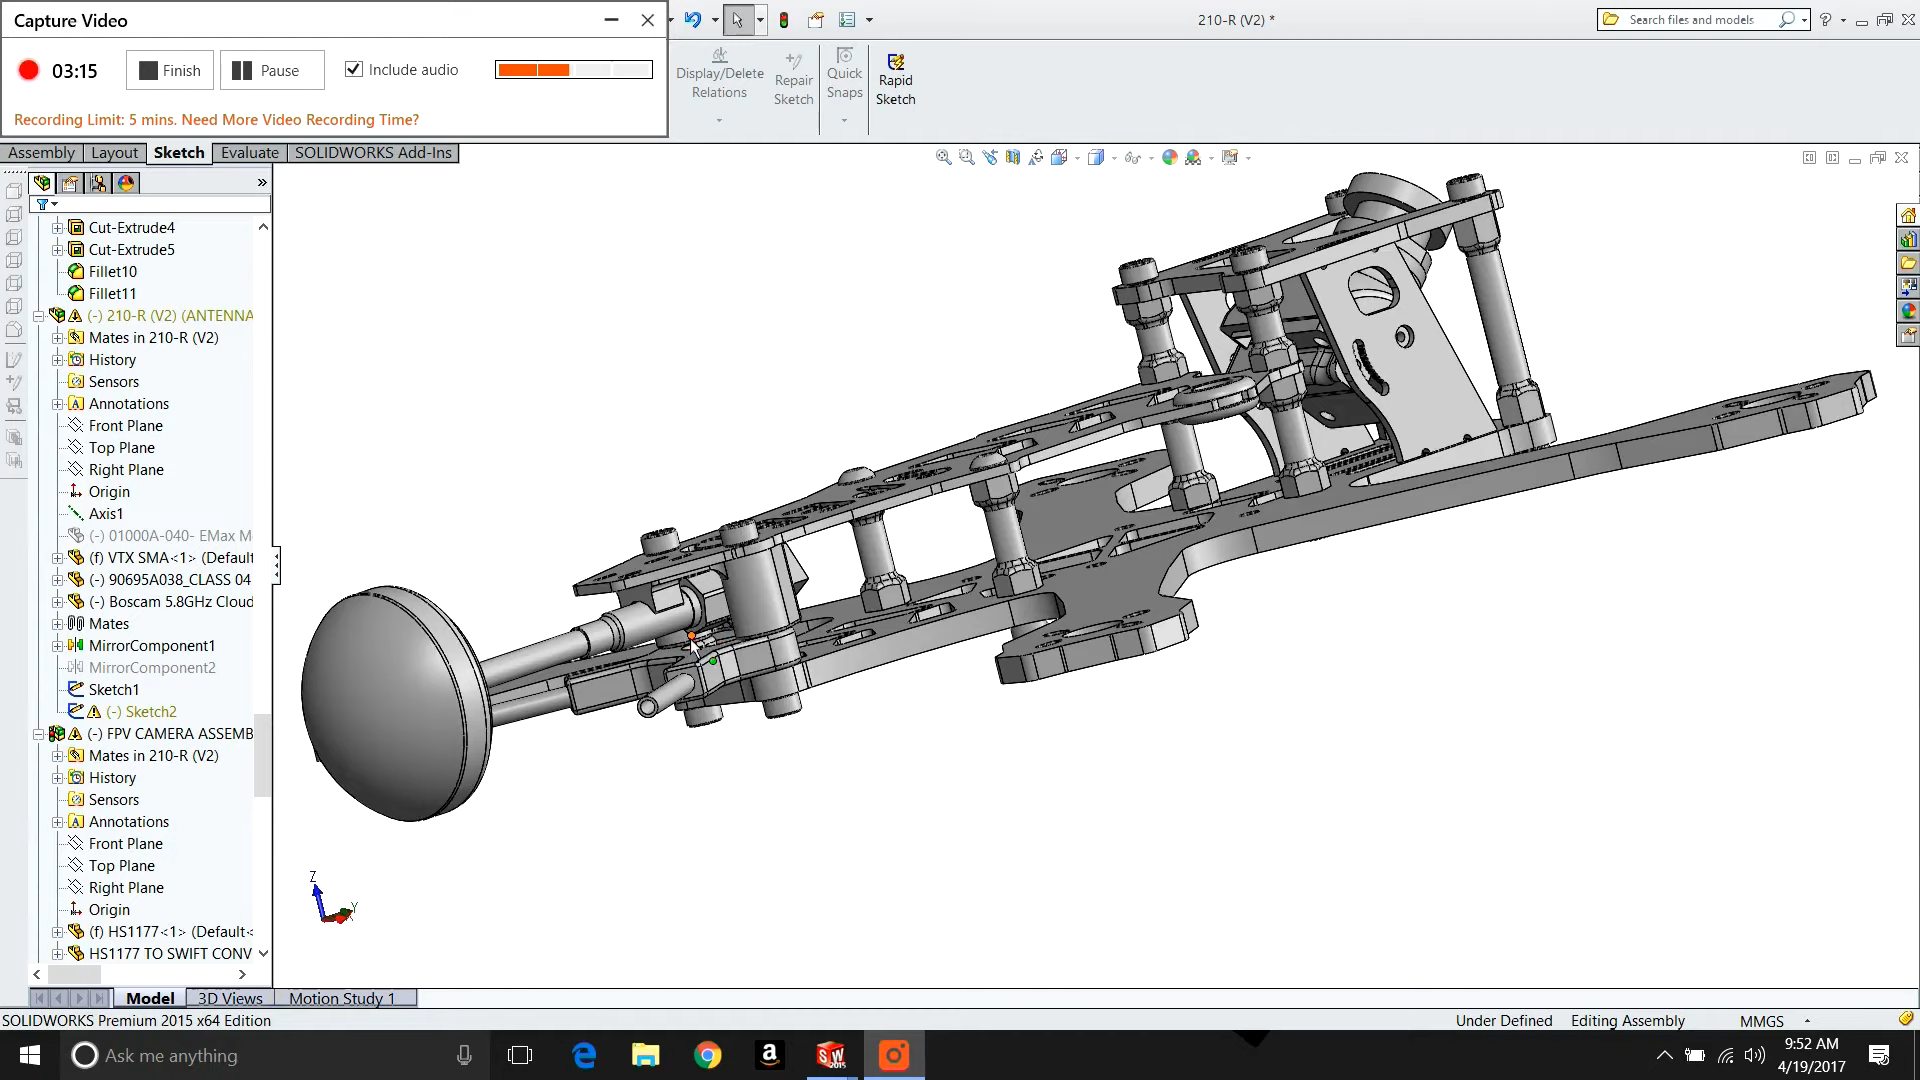 Capture Video
210-R (V2) *
Search files and models
03:15
Finish
Pause
Include audio
Display/Delete Relations
Repair Sketch
Quick Snaps
Rapid Sketch
Recording Limit: 5 mins. Need More Video Recording Time?
Assembly
Layout
Sketch
Evaluate
SOLIDWORKS Add-Ins
Cut-Extrude4
Cut-Extrude5
Fillet10
Fillet11
(-) 210-R (V2) (ANTENNA
Mates in 210-R (V2)
History
Sensors
Annotations
Front Plane
Top Plane
Right Plane
Origin
Axis1
(-) 01000A-040- EMax M
(f) VTX SMA<1> (Default
(-) 90695A038_CLASS 04
(-) Boscam 5.8GHz Cloud
Mates
MirrorComponent1
MirrorComponent2
Sketch1
(-) Sketch2
(-) FPV CAMERA ASSEMB
Mates in 210-R (V2)
History
Sensors
Annotations
Front Plane
Top Plane
Right Plane
Origin
(f) HS1177<1> (Default<
HS1177 TO SWIFT CONV
Z
Y
X
Model
3D Views
Motion Study 1
SOLIDWORKS Premium 2015 x64 Edition
Under Defined
Editing Assembly
MMGS
Ask me anything
9:52 AM
4/19/2017